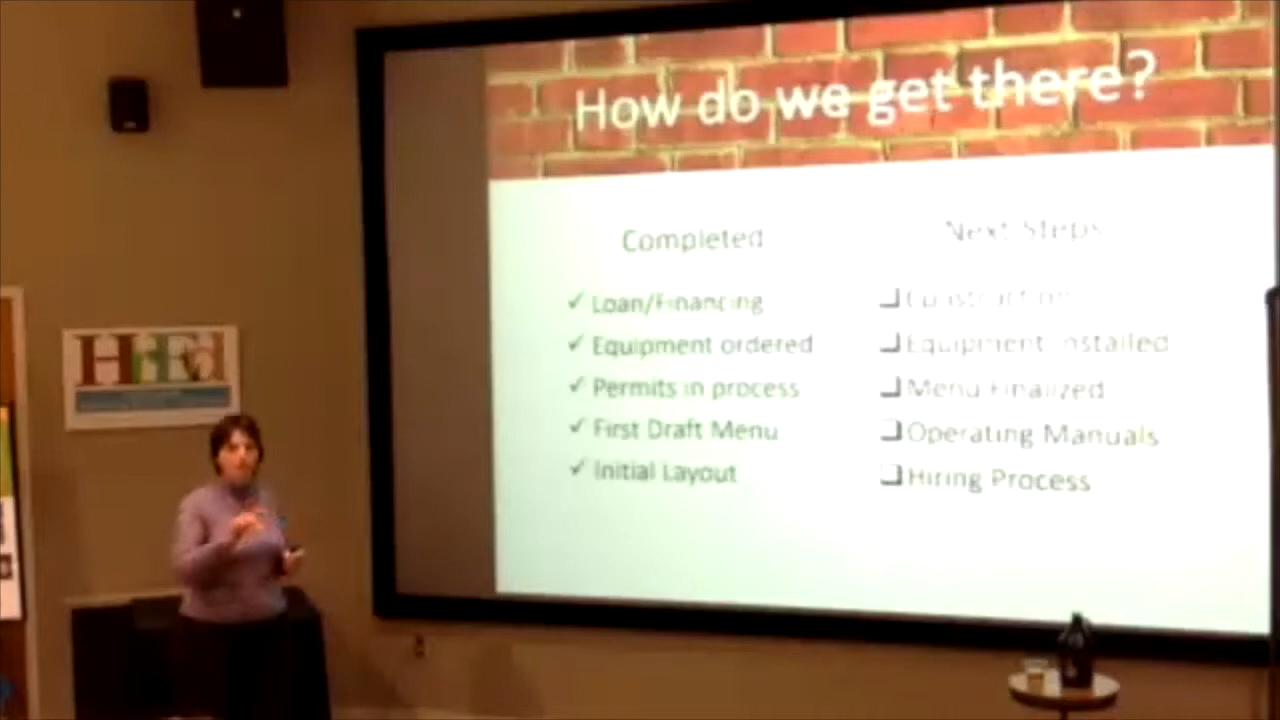 How do we get there?
Completed
✓ Loan/Financing
✓ Equipment ordered
✓ Permits in process
✓ First Draft Menu
✓ Initial Layout
Next Steps
❑ Construction
❑ Equipment installed
❑ Menu Finalized
❑ Operating Manuals
❑ Hiring Process